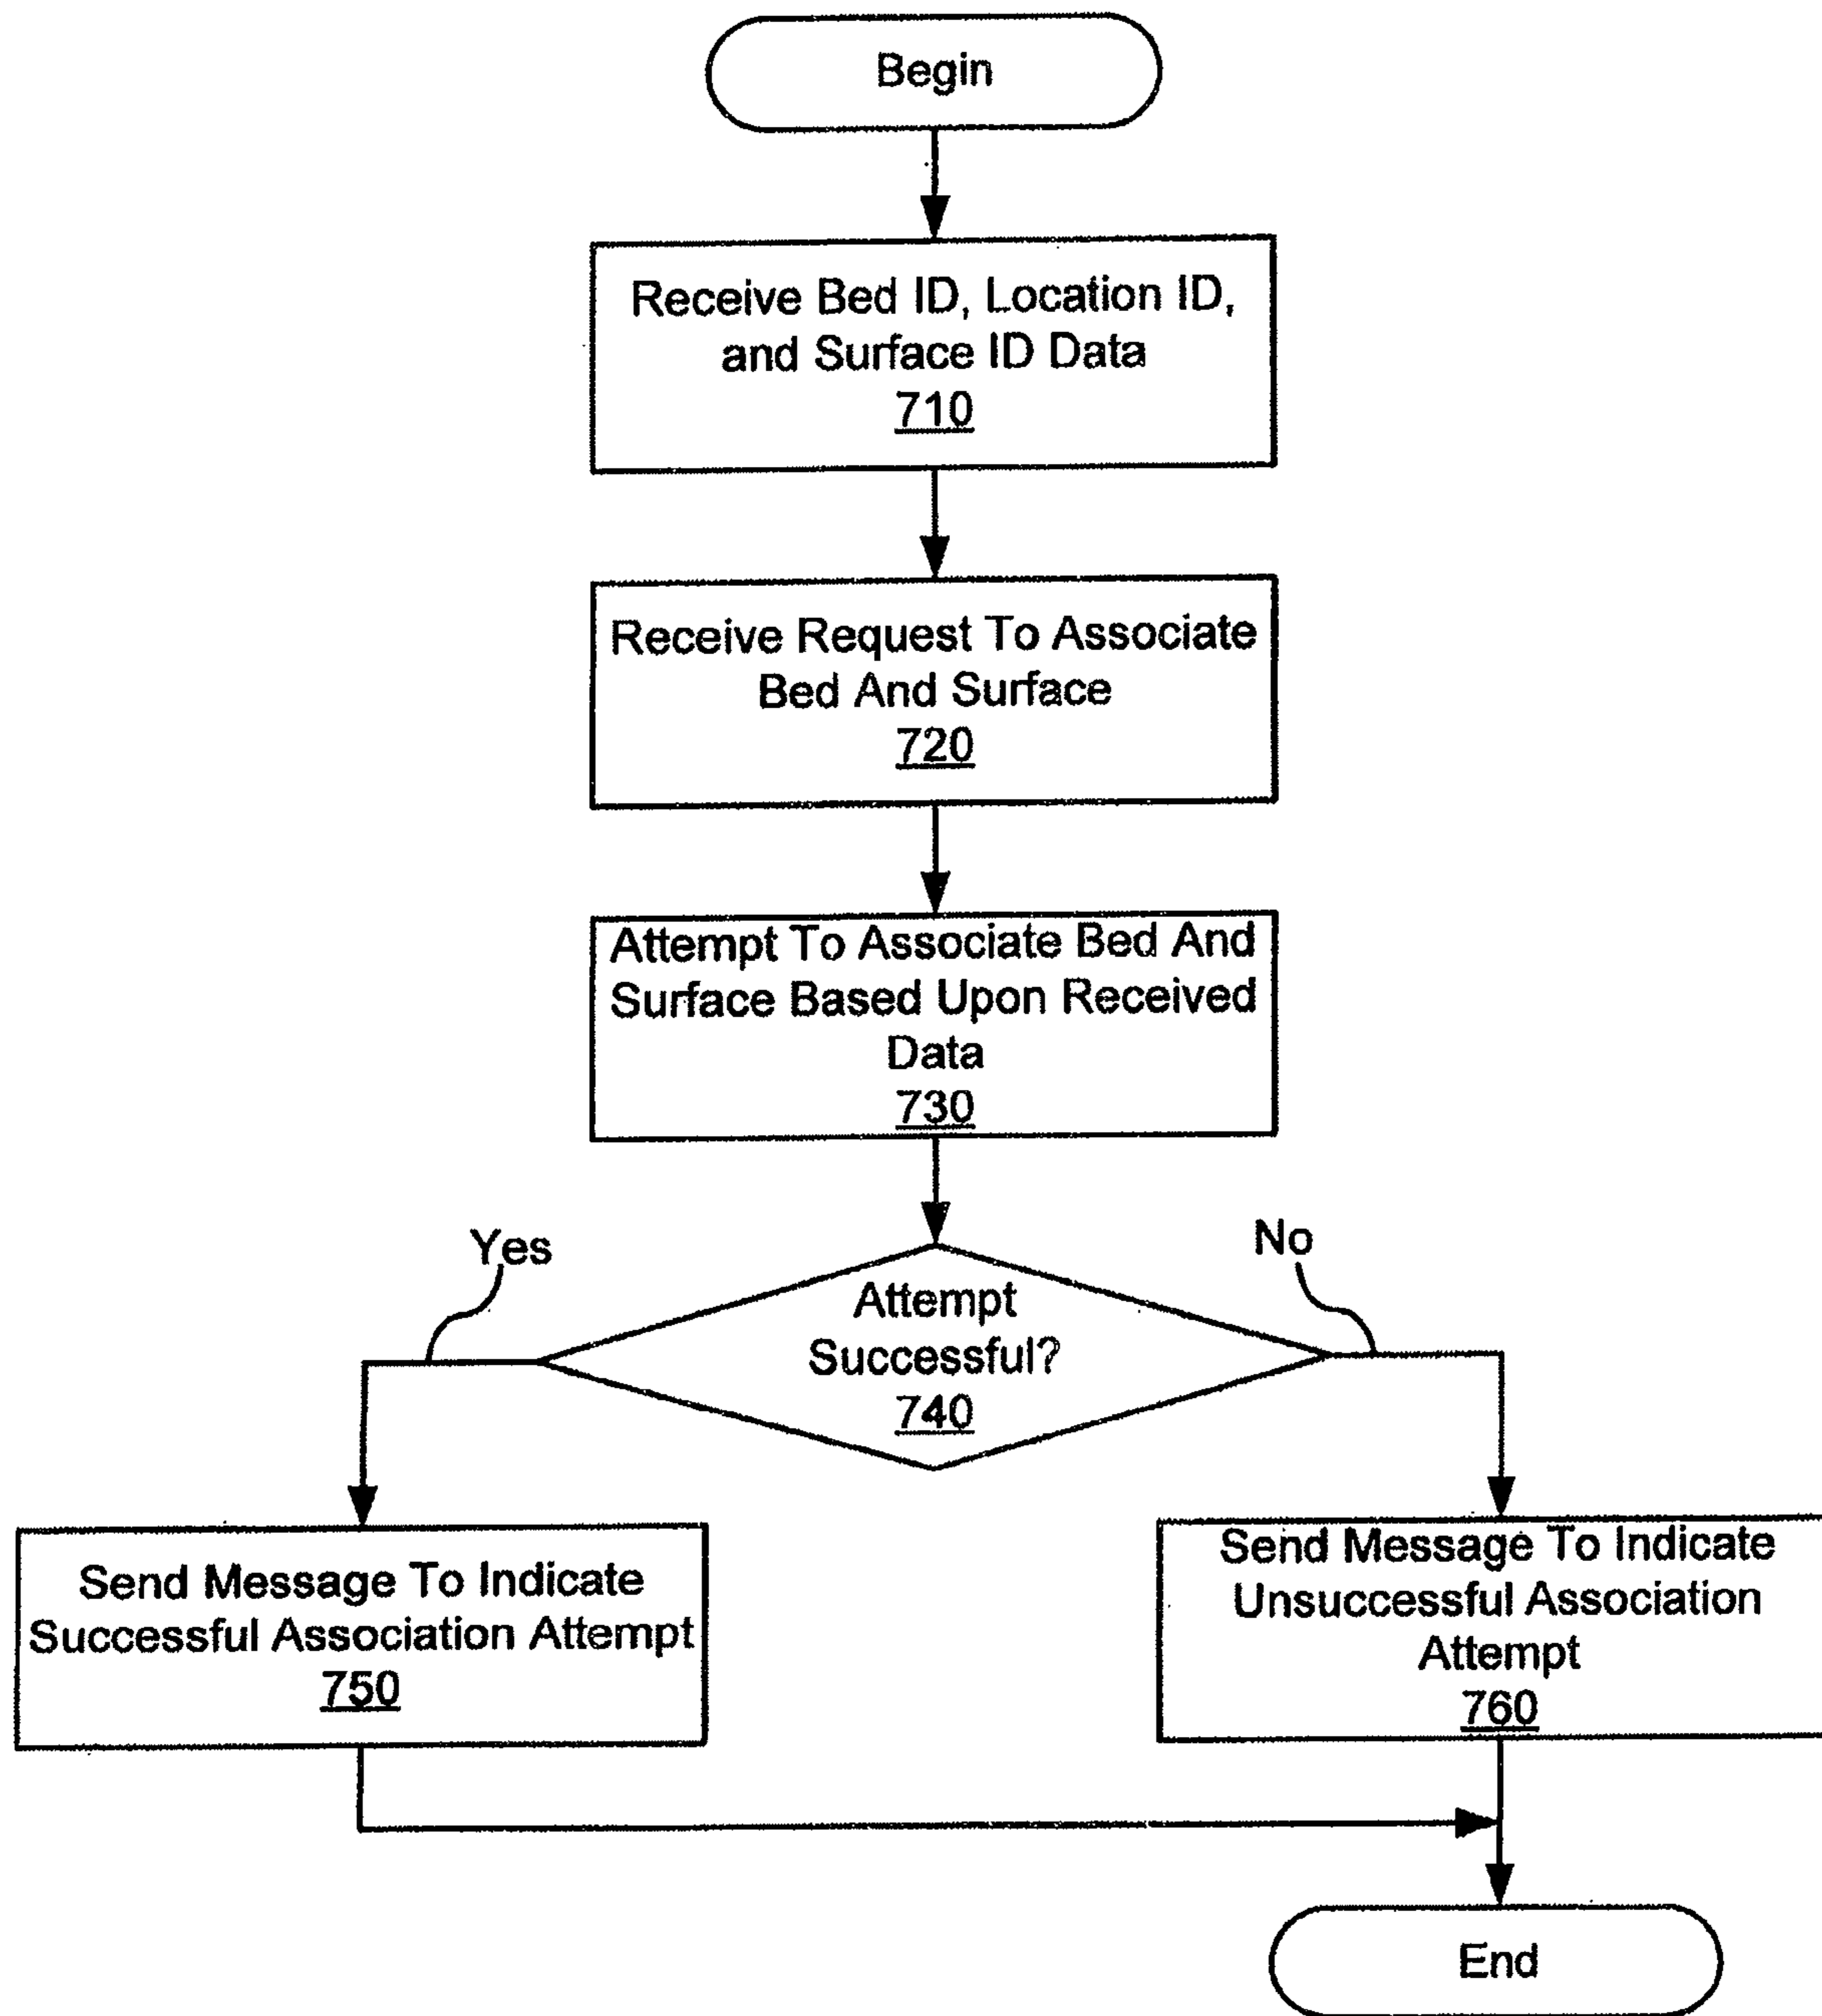 Begin
Receive Bed ID, Location ID,
and Surface ID Data
710
Receive Request To Associate
Bed And Surface
720
Attempt To Associate Bed And
Surface Based Upon Received
Data
730
Yes
No
Attempt
Successful?
740
Send Message To Indicate
Successful Association Attempt
750
Send Message To Indicate
Unsuccessful Association
Attempt
760
End